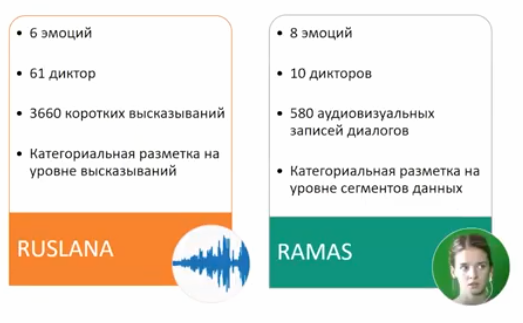 • 6 эмоций
• 61 диктор
• 3660 коротких высказываний
• Категориальная разметка на
уровне высказываний
RUSLANA
• 8 эмоций
• 10 дикторов
• 580 аудиовизуальных
записей диалогов
• Категориальная разметка на
уровне сегментов данных
RAMAS